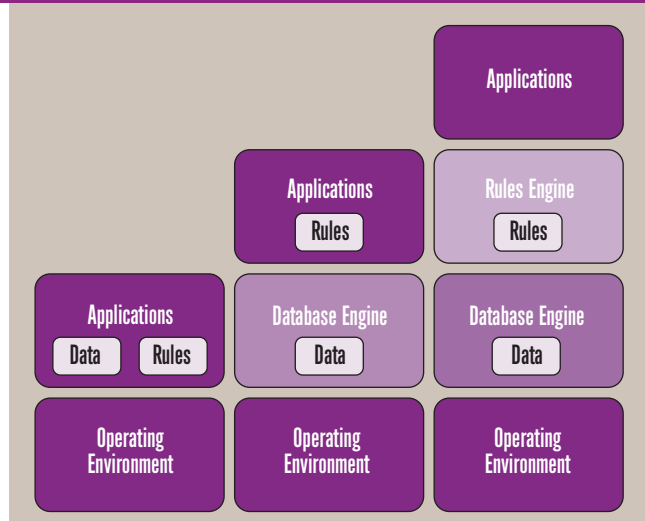 Applications
Applications
Rules
Rules Engine
Rules
Applications
Data Rules
Database Engine
Data
Database Engine
Data
Operating
Environment
Operating
Environment
Operating
Environment